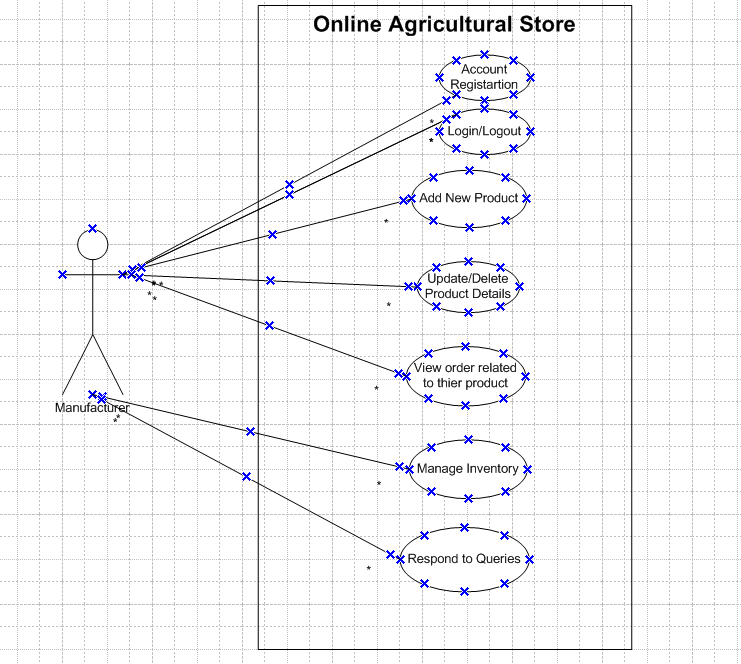 Online Agricultural Store
Account
Registartion
*
Login/Logout
*
Add New Product
*
Update/Delete
Product Details
* *
* *
*
View order related
to thier product
*
Manufacturer
* *
Manage Inventory
*
Respond to Queries
*